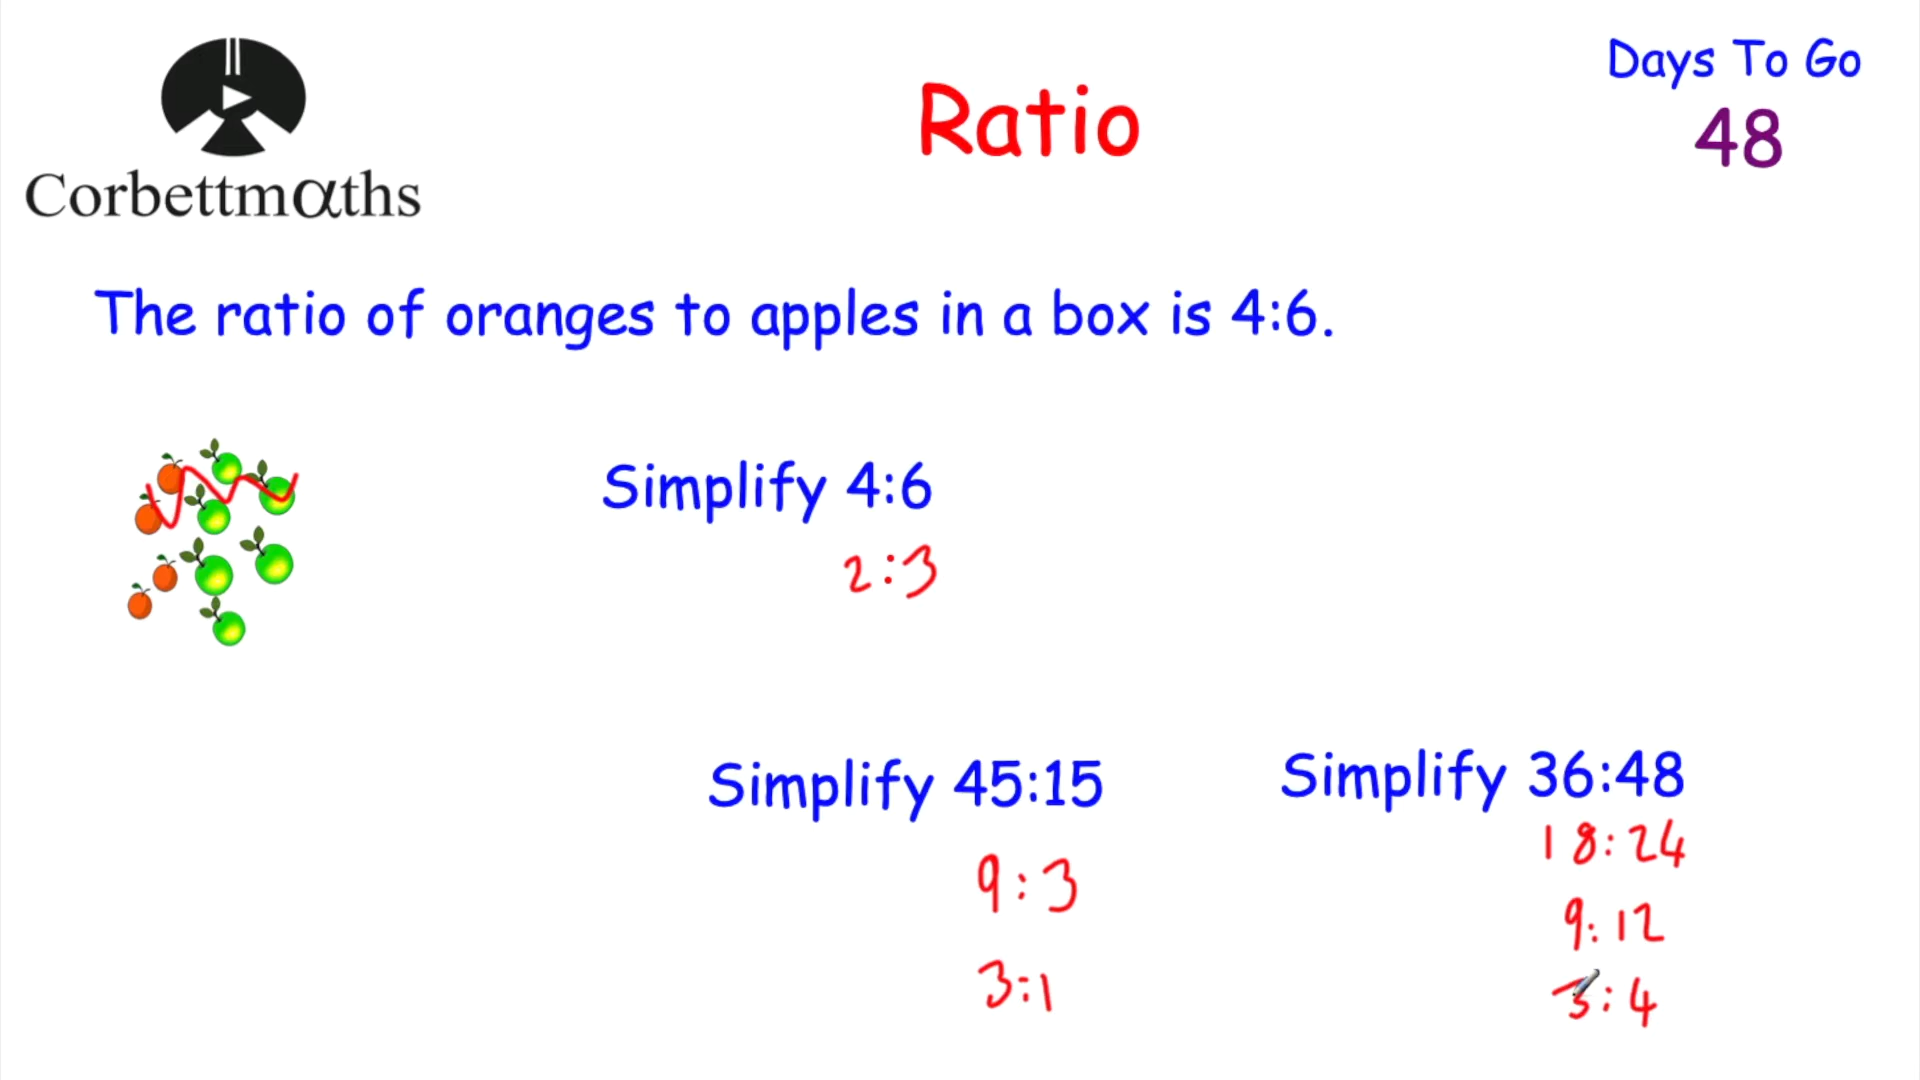 Corbettmαths
Ratio
Days To Go
48
The ratio of oranges to apples in a box is 4:6.
Simplify 4:6
2:3
Simplify 45:15
9:3
3:1
Simplify 36:48
18:24
9:12
3:4